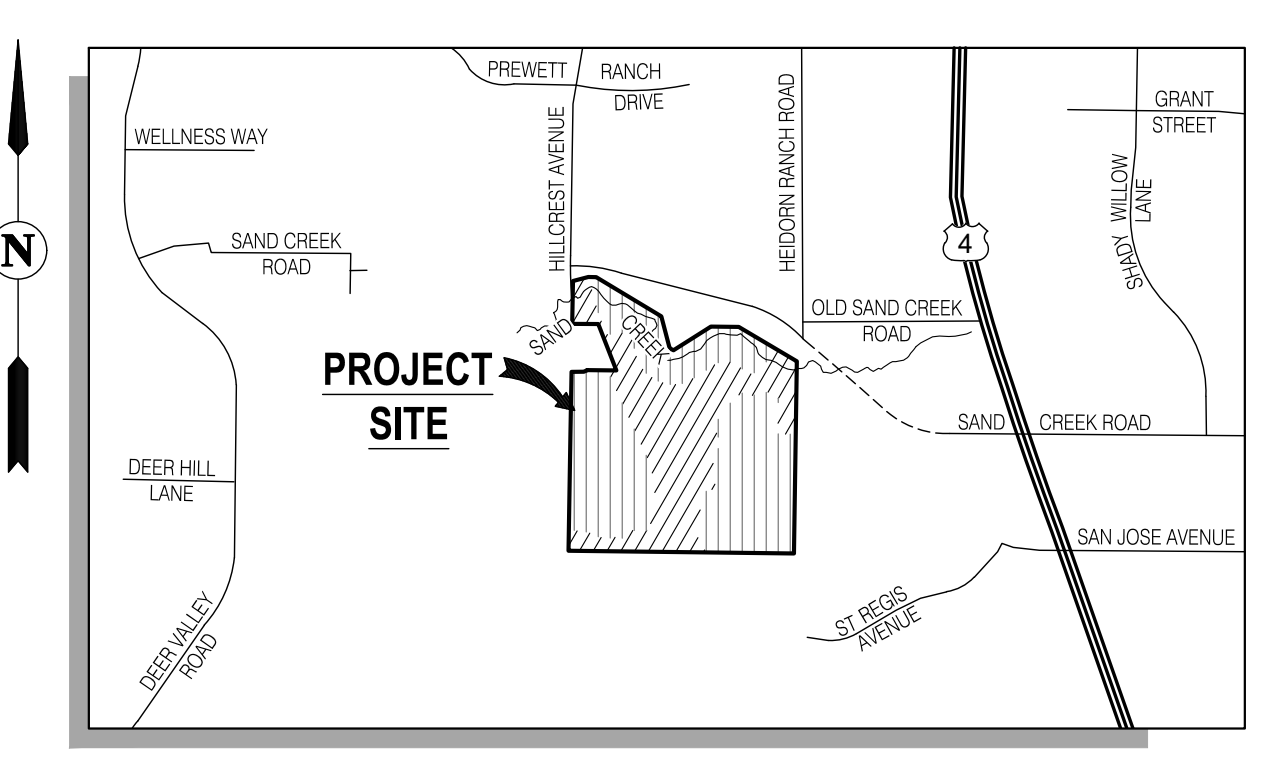 PREWETT RANCH
DRIVE
GRANT
STREET
WELLNESS WAY
HILLCREST AVENUE
HEIDORN RANCH ROAD
SHADY WILLOW
LANE
N
SAND CREEK
ROAD
4
OLD SAND CREEK
ROAD
SAND CREEK
PROJECT
SITE
SAND CREEK ROAD
DEER HILL
LANE
SAN JOSE AVENUE
ST REGIS
AVENUE
DEER VALLEY
ROAD